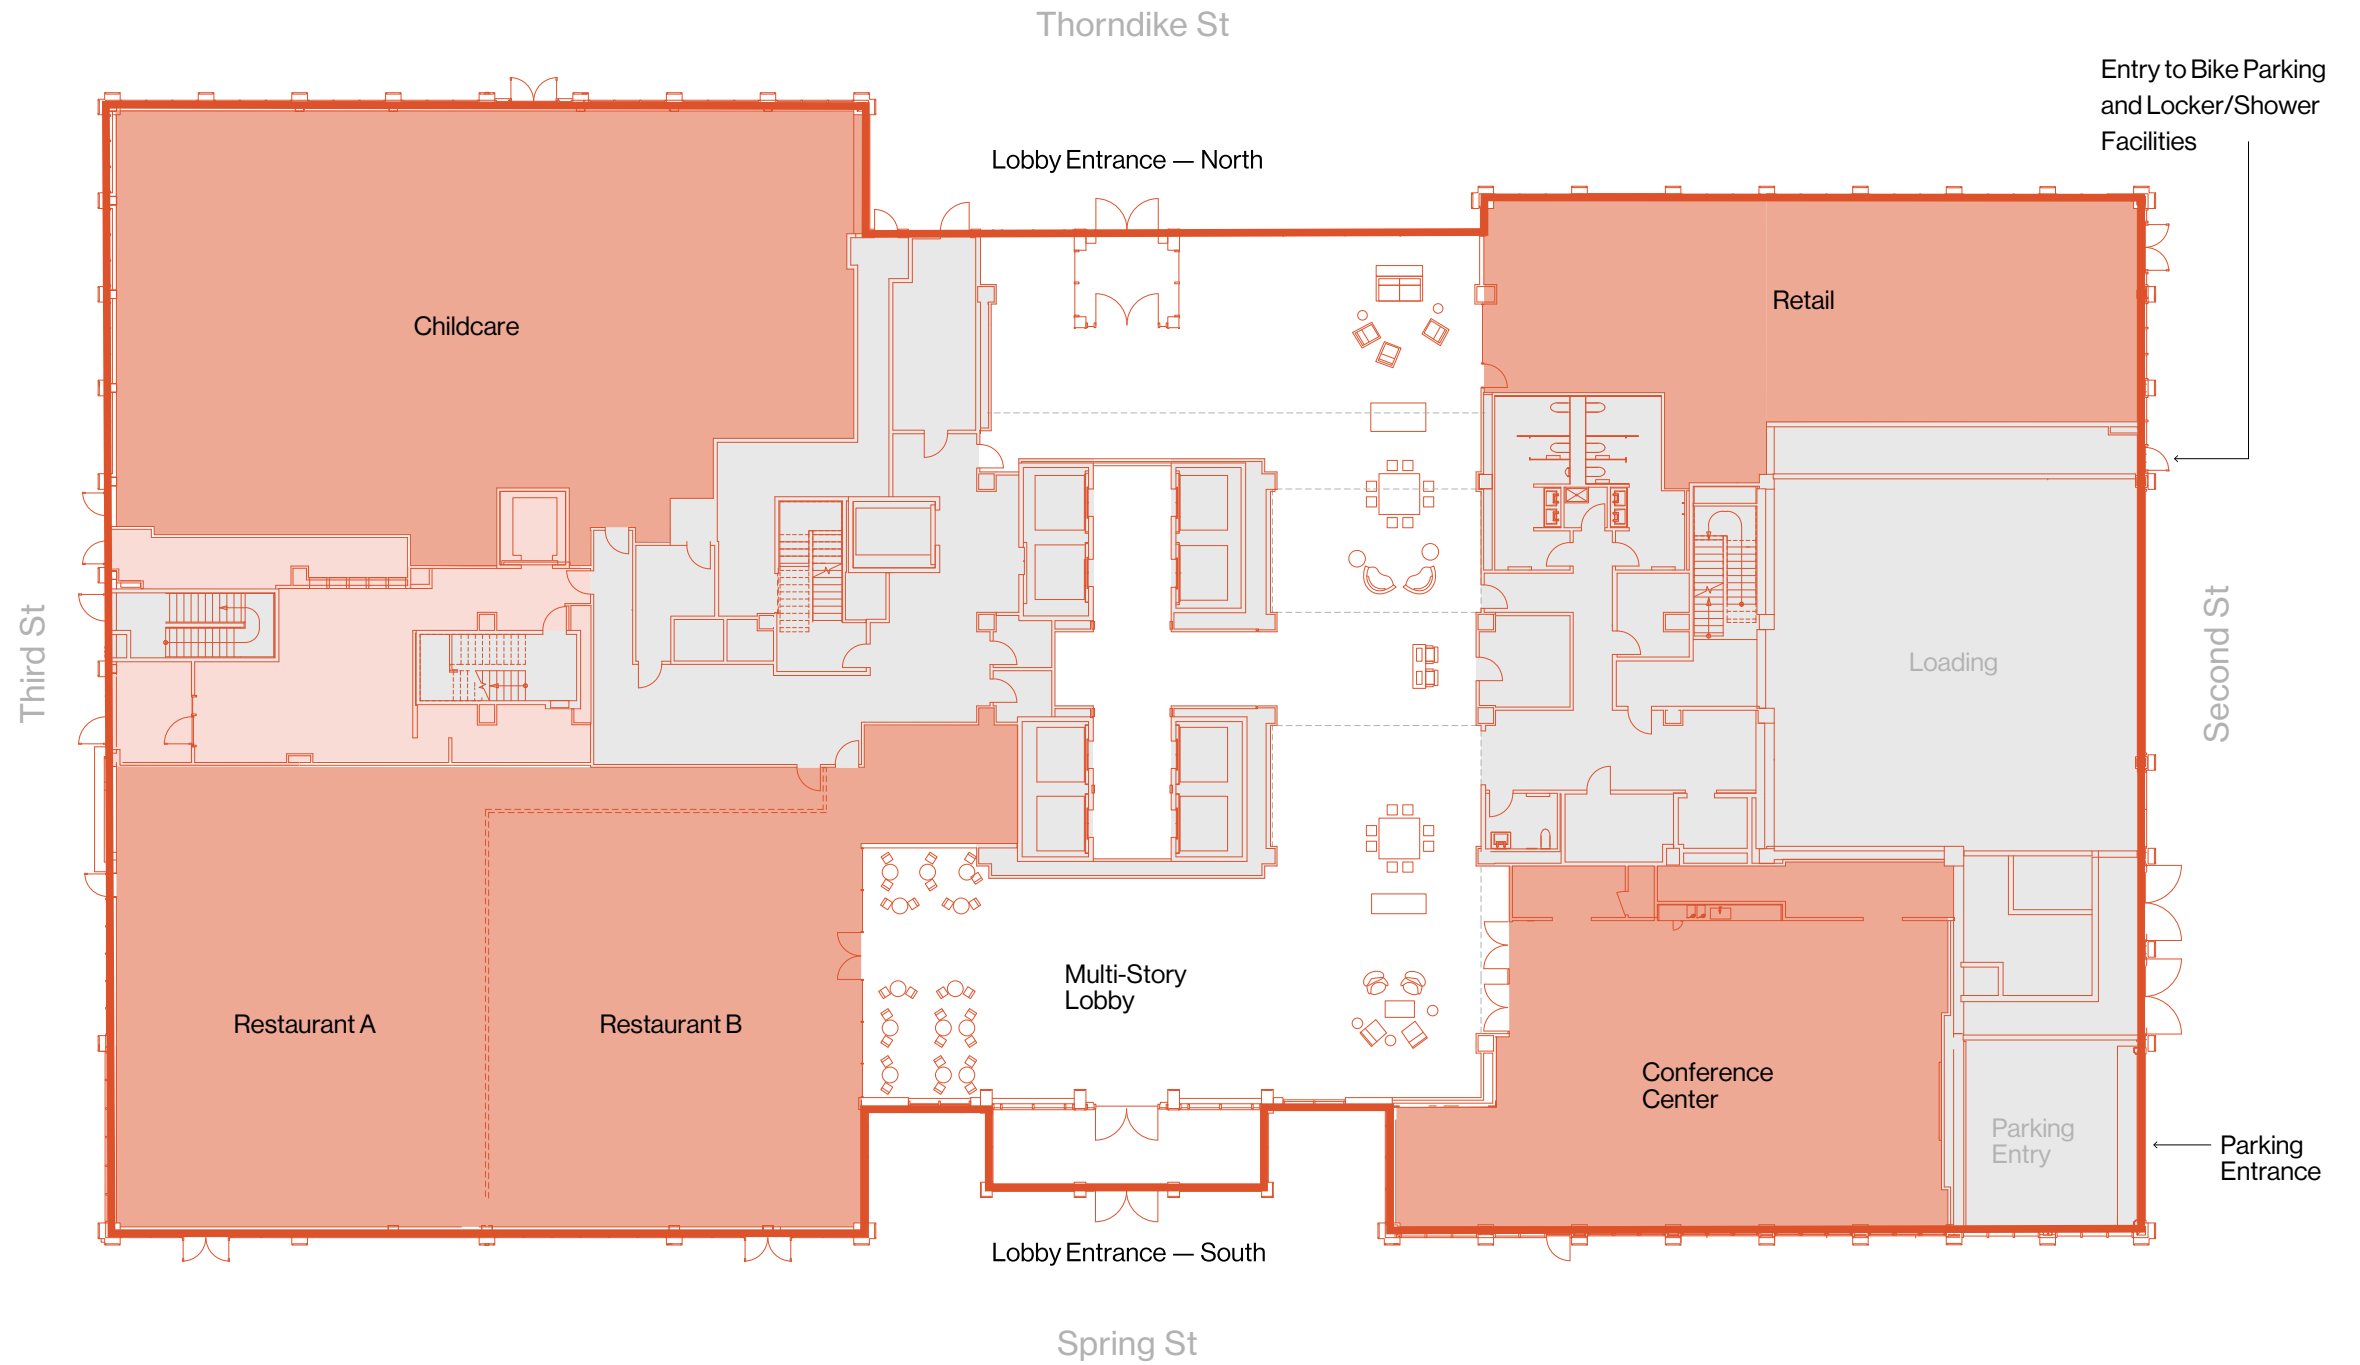 Thorndike St
Entry to Bike Parking
and Locker/Shower
Facilities
Lobby Entrance — North
Childcare
Retail
Third St
Second St
Loading
Multi-Story
Lobby
Restaurant A
Restaurant B
Conference
Center
Parking
Entry
Parking
Entrance
Lobby Entrance — South
Spring St